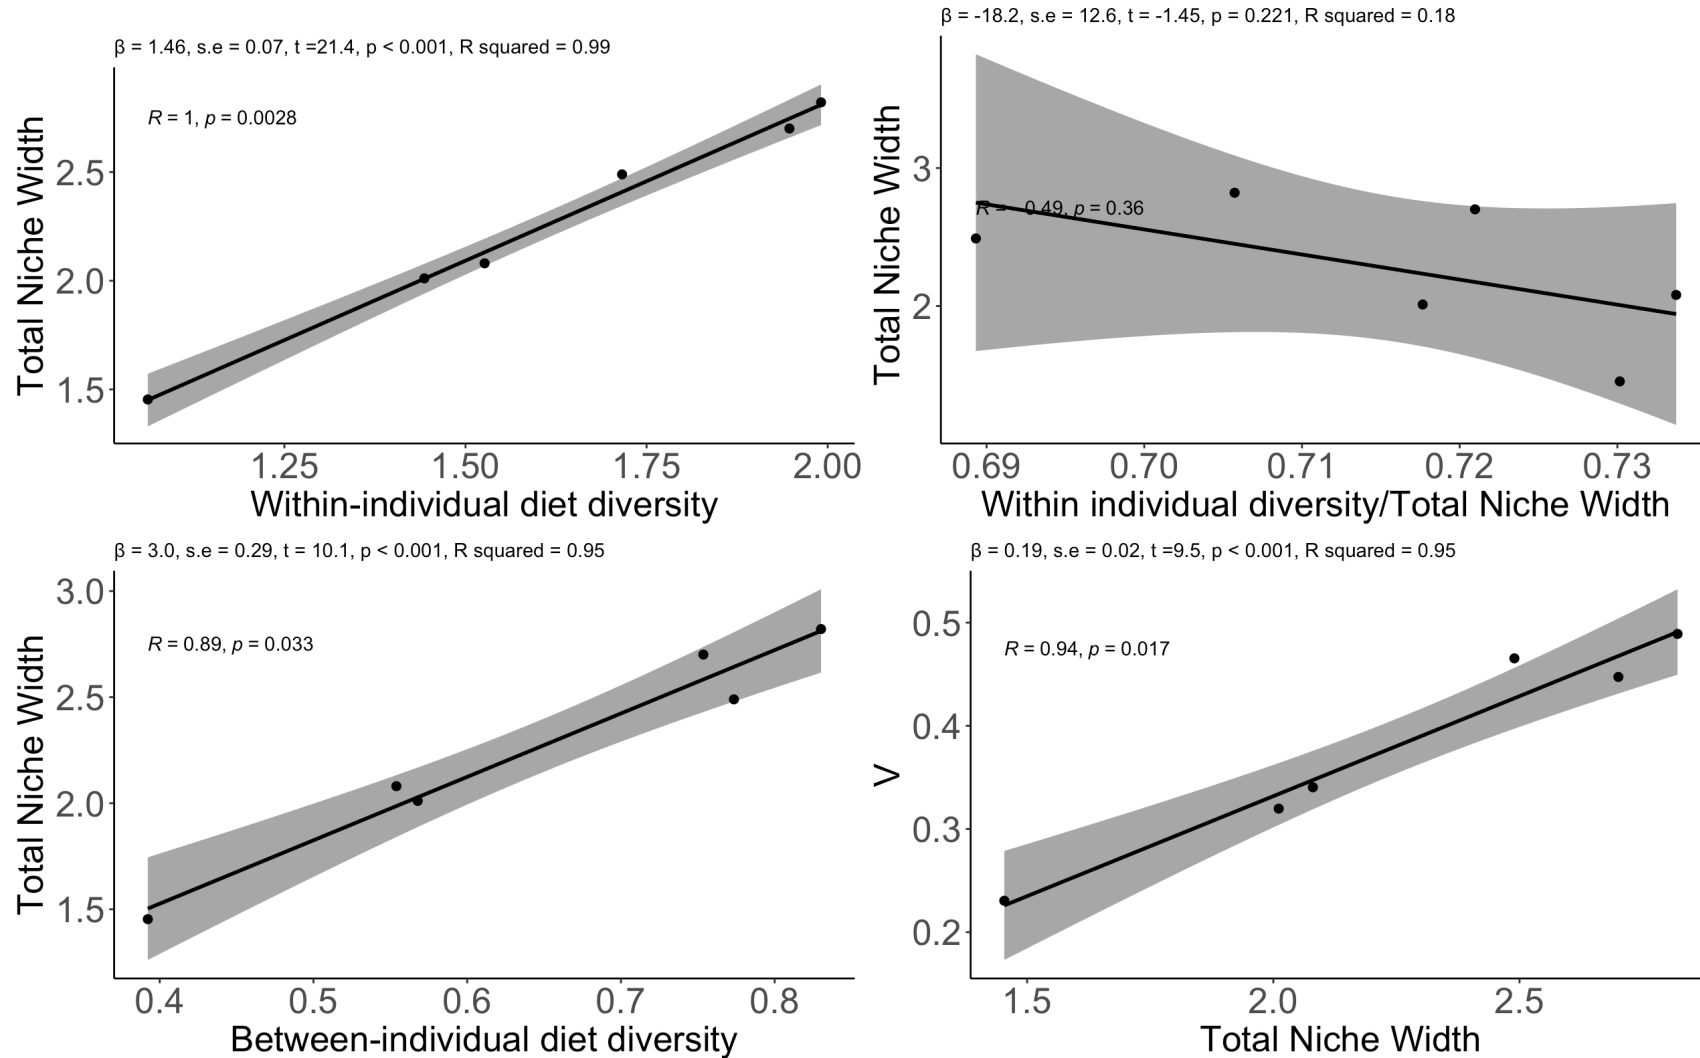 β = 1.46, s.e = 0.07, t =21.4, p < 0.001, R squared = 0.99
R = 1, p = 0.0028
Total Niche Width
2.5
2.0
1.5
1.25 1.50 1.75 2.00
Within-individual diet diversity
β = -18.2, s.e = 12.6, t = -1.45, p = 0.221, R squared = 0.18
R = -0.49, p = 0.36
Total Niche Width
3
2
0.69 0.70 0.71 0.72 0.73
Within individual diversity/Total Niche Width
β = 3.0, s.e = 0.29, t = 10.1, p < 0.001, R squared = 0.95
R = 0.89, p = 0.033
Total Niche Width
3.0
2.5
2.0
1.5
0.4 0.5 0.6 0.7 0.8
Between-individual diet diversity
β = 0.19, s.e = 0.02, t =9.5, p < 0.001, R squared = 0.95
R = 0.94, p = 0.017
V
0.5
0.4
0.3
0.2
1.5 2.0 2.5
Total Niche Width